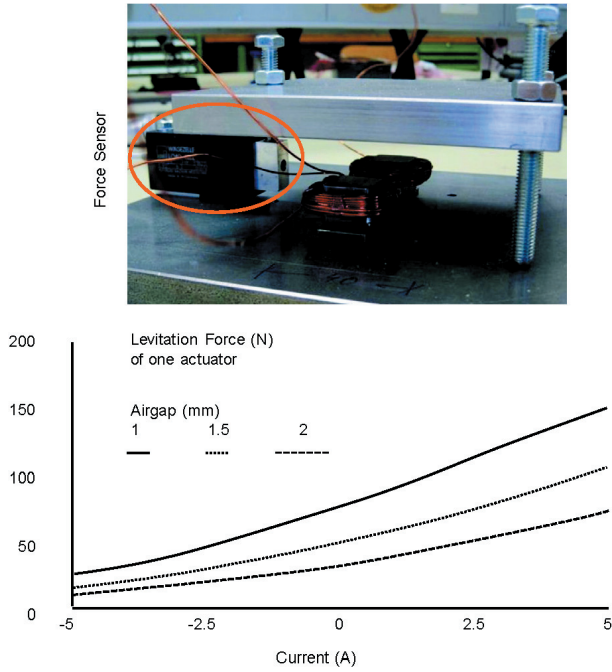 Force Sensor
200
150
100
50
0
Levitation Force (N)
of one actuator
Airgap (mm)
1 1.5 2
-5 -2.5 0 2.5 5
Current (A)